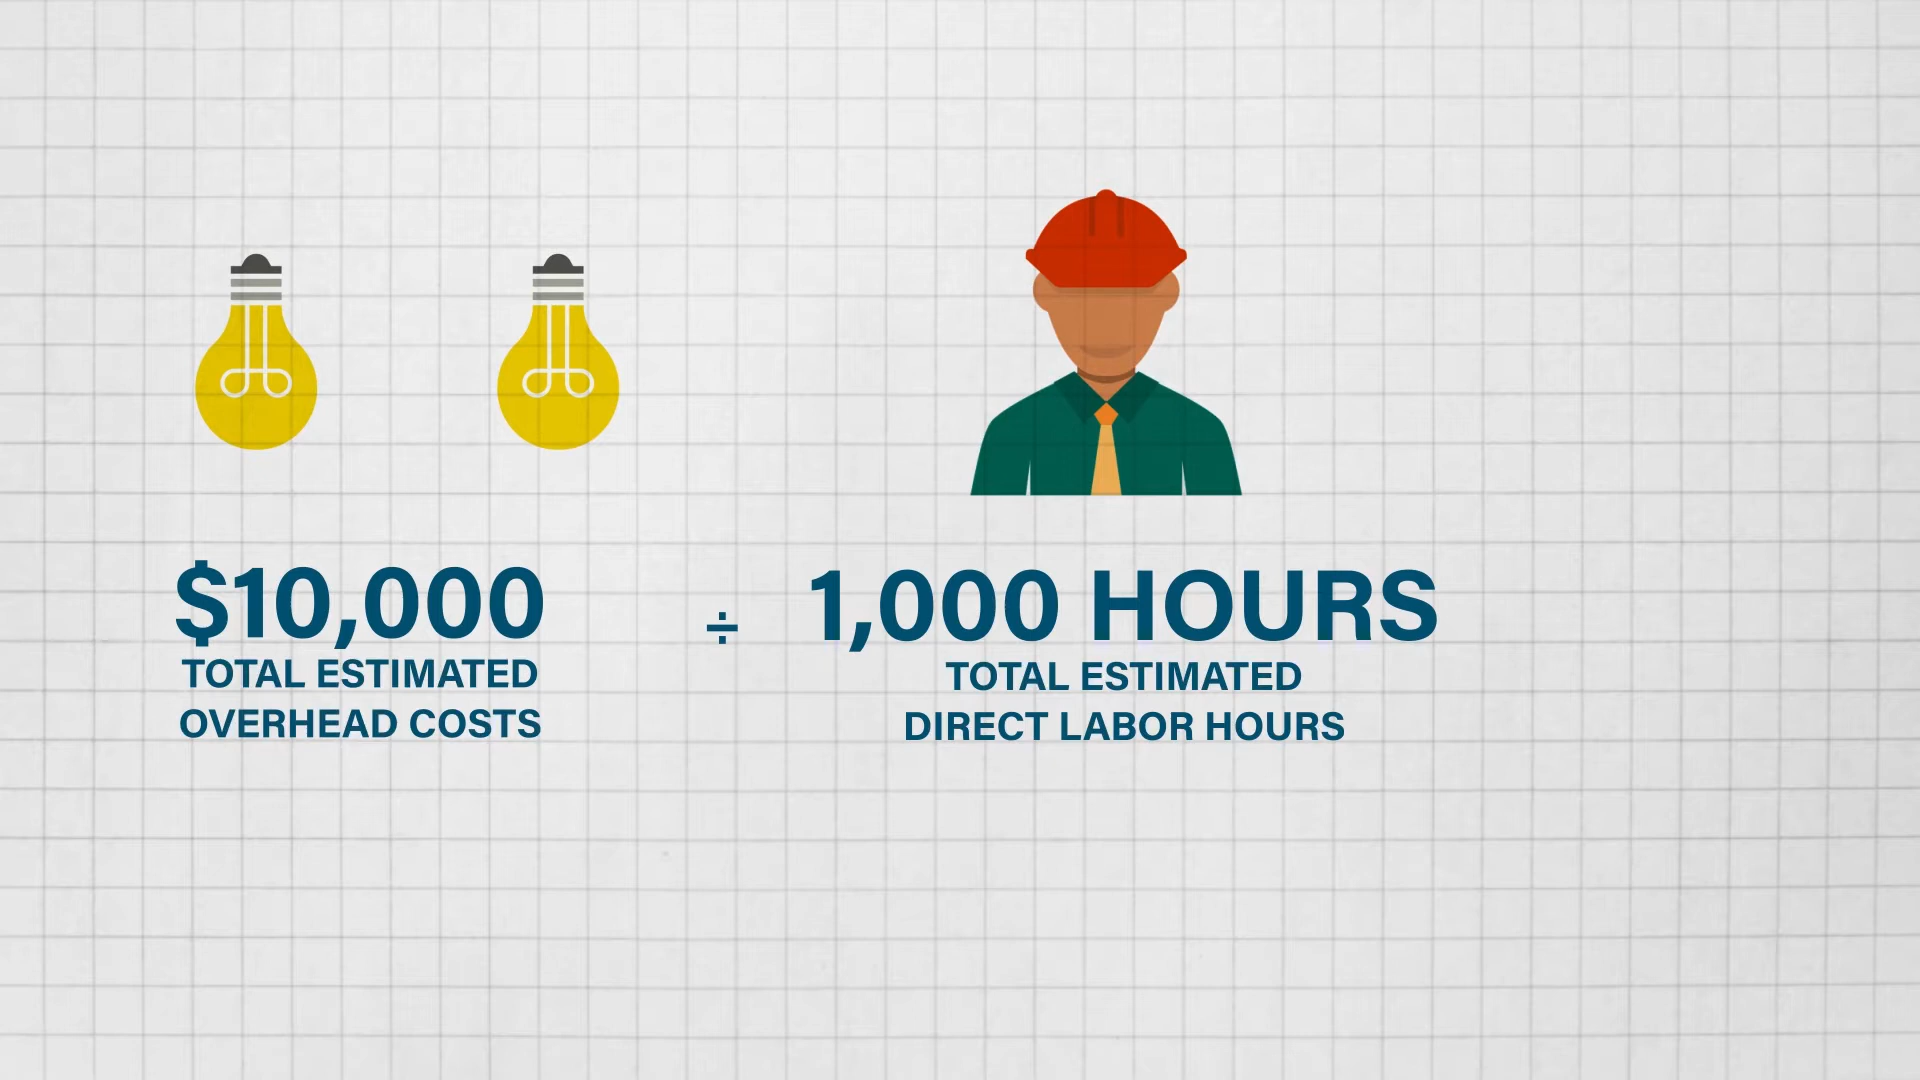 $10,000
TOTAL ESTIMATED
OVERHEAD COSTS
÷
1,000 HOURS
TOTAL ESTIMATED
DIRECT LABOR HOURS